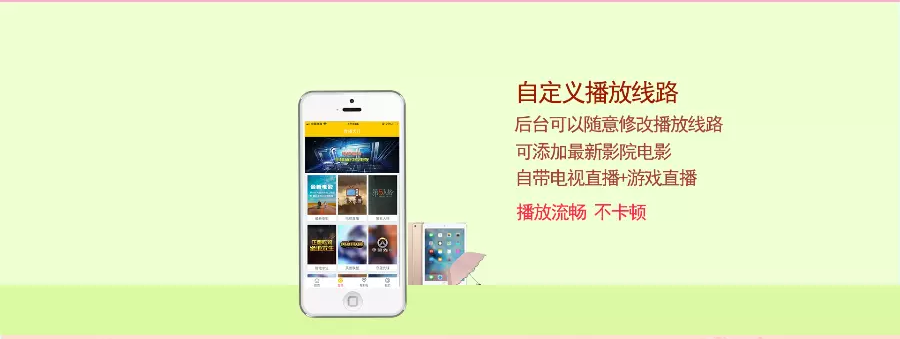 自定义播放线路
后台可以随意修改播放线路
可添加最新影院电影
自带电视直播+游戏直播
播放流畅 不卡顿